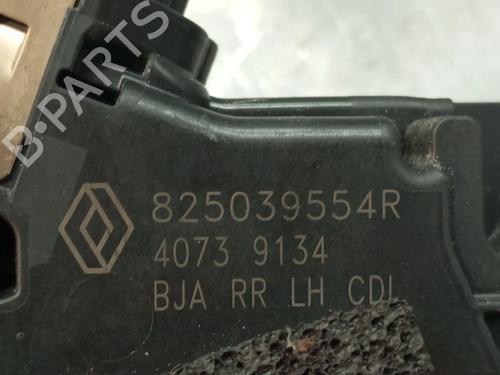 B-PARTS
825039554R
4073 9134
BJA RR LH CDL